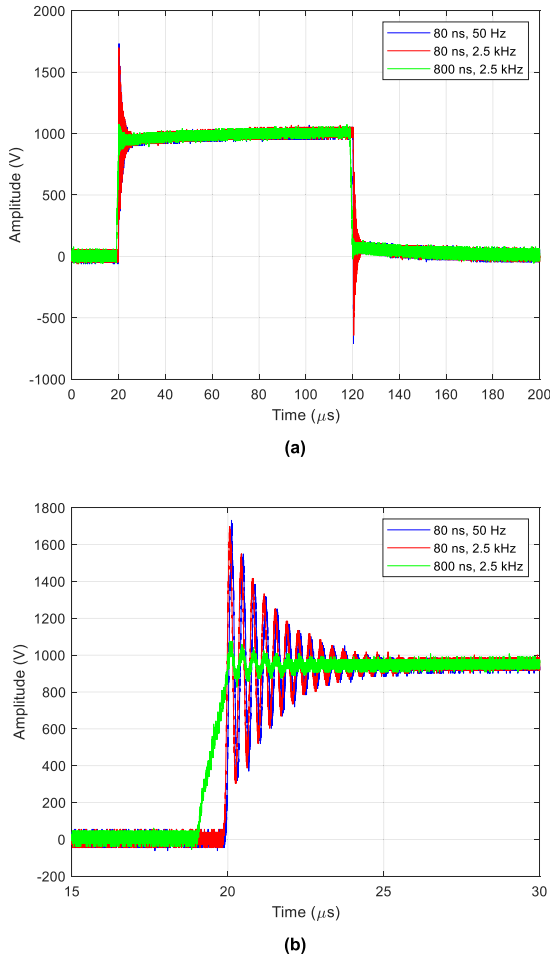 2000
1500
1000
500
0
-500
-1000
Amplitude (V)
80 ns, 50 Hz
80 ns, 2.5 kHz
800 ns, 2.5 kHz
0 20 40 60 80 100 120 140 160 180 200
Time (μs)
(a)
1800
1600
1400
1200
1000
800
600
400
200
0
-200
Amplitude (V)
80 ns, 50 Hz
80 ns, 2.5 kHz
800 ns, 2.5 kHz
15 20 25 30
Time (μs)
(b)